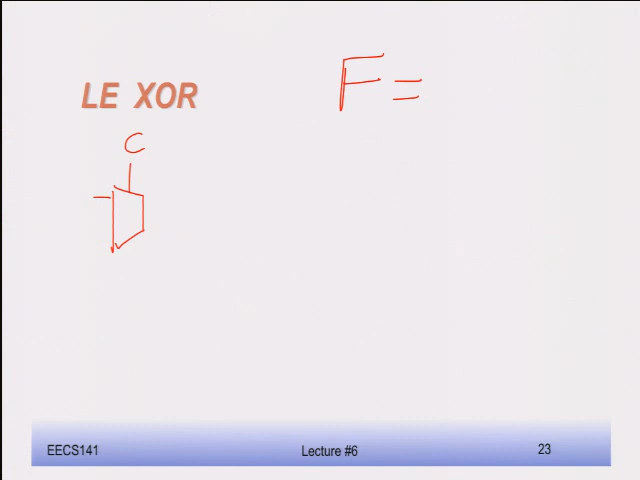 F =
LE XOR
C
EECS141
Lecture #6
23